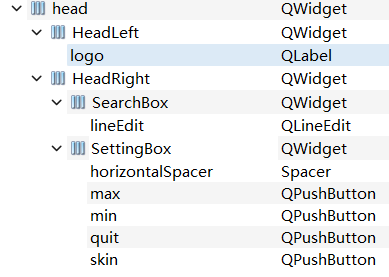 head QWidget
HeadLeft QWidget
logo QLabel
HeadRight QWidget
SearchBox QWidget
lineEdit QLineEdit
SettingBox QWidget
horizontalSpacer Spacer
max QPushButton
min QPushButton
quit QPushButton
skin QPushButton